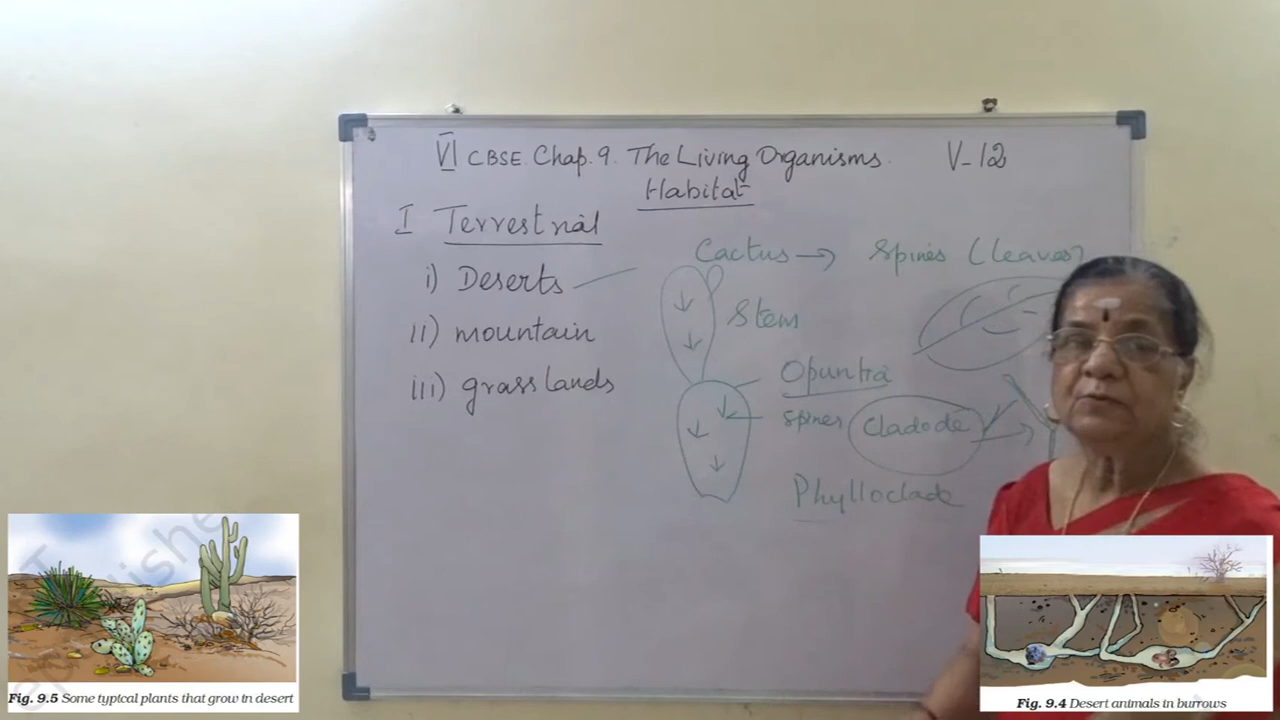 VI CBSE. Chap. 9. The Living Organisms. V-12
Habitat
I Terrestrial
i) Deserts
ii) mountain
iii) grasslands
Cactus → Spines (leaves)
Stem
Opuntia
Spines
Cladode
Phylloclade
Fig. 9.5 Some typical plants that grow in desert
Fig. 9.4 Desert animals in burrows